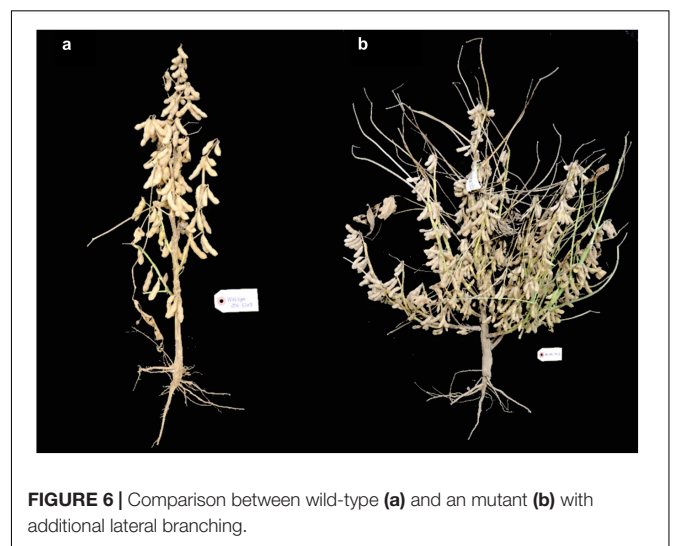 a
b
FIGURE 6 | Comparison between wild-type (a) and an mutant (b) with
additional lateral branching.